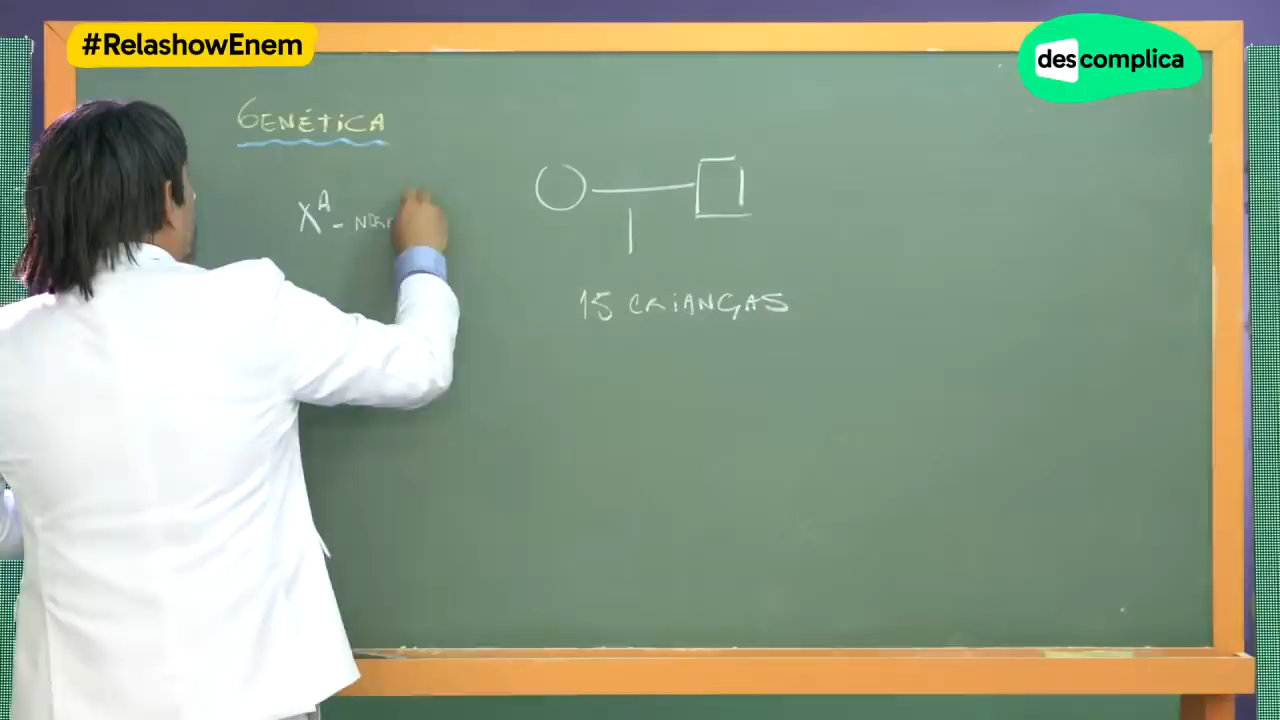 #RelashowEnem
descomplica
GENÉTICA
X^A -
15 CRIANÇAS